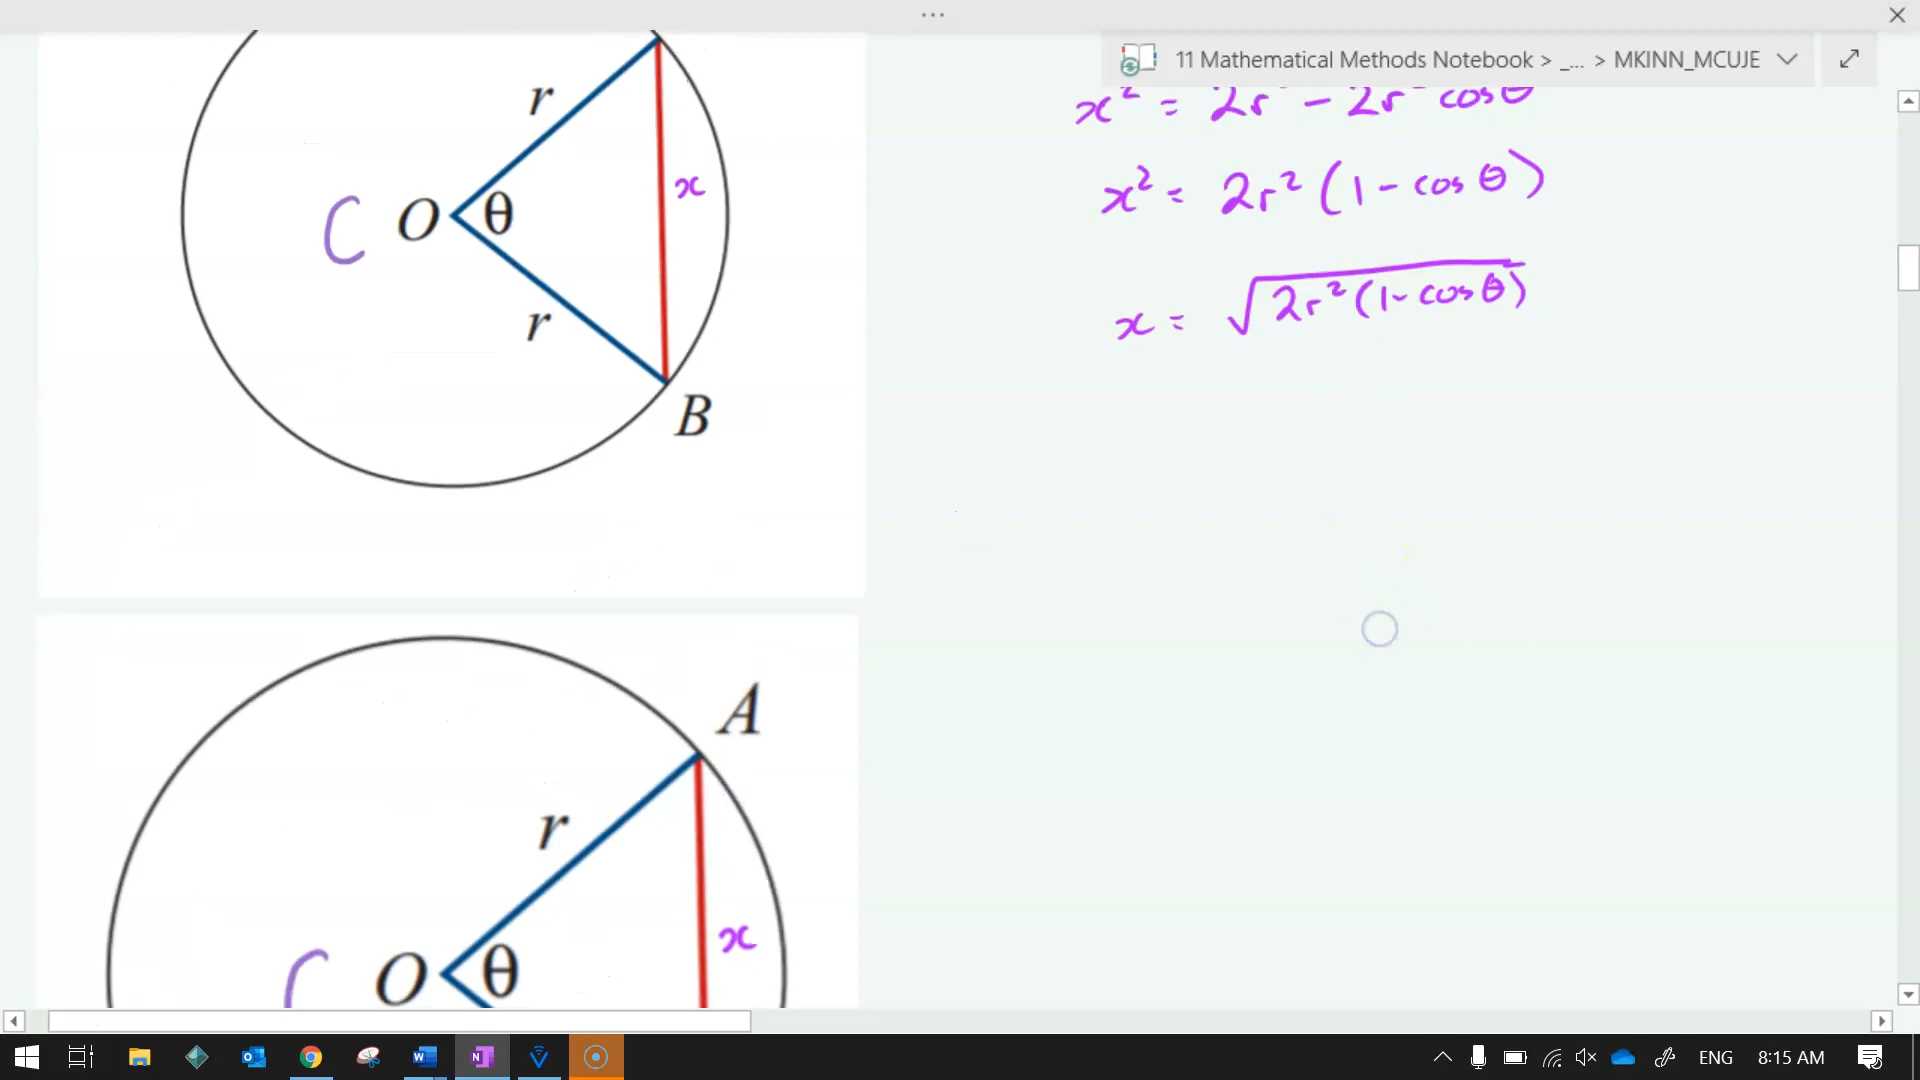 ...
11 Mathematical Methods Notebook > _... > MKINN_MCUJE
r
x
C O θ
r
B
x² = 2r² - 2r² cosθ
x² = 2r² (1 - cos θ)
x = √2r² (1 - cos θ)
A
r
x
C O θ
ENG 8:15 AM